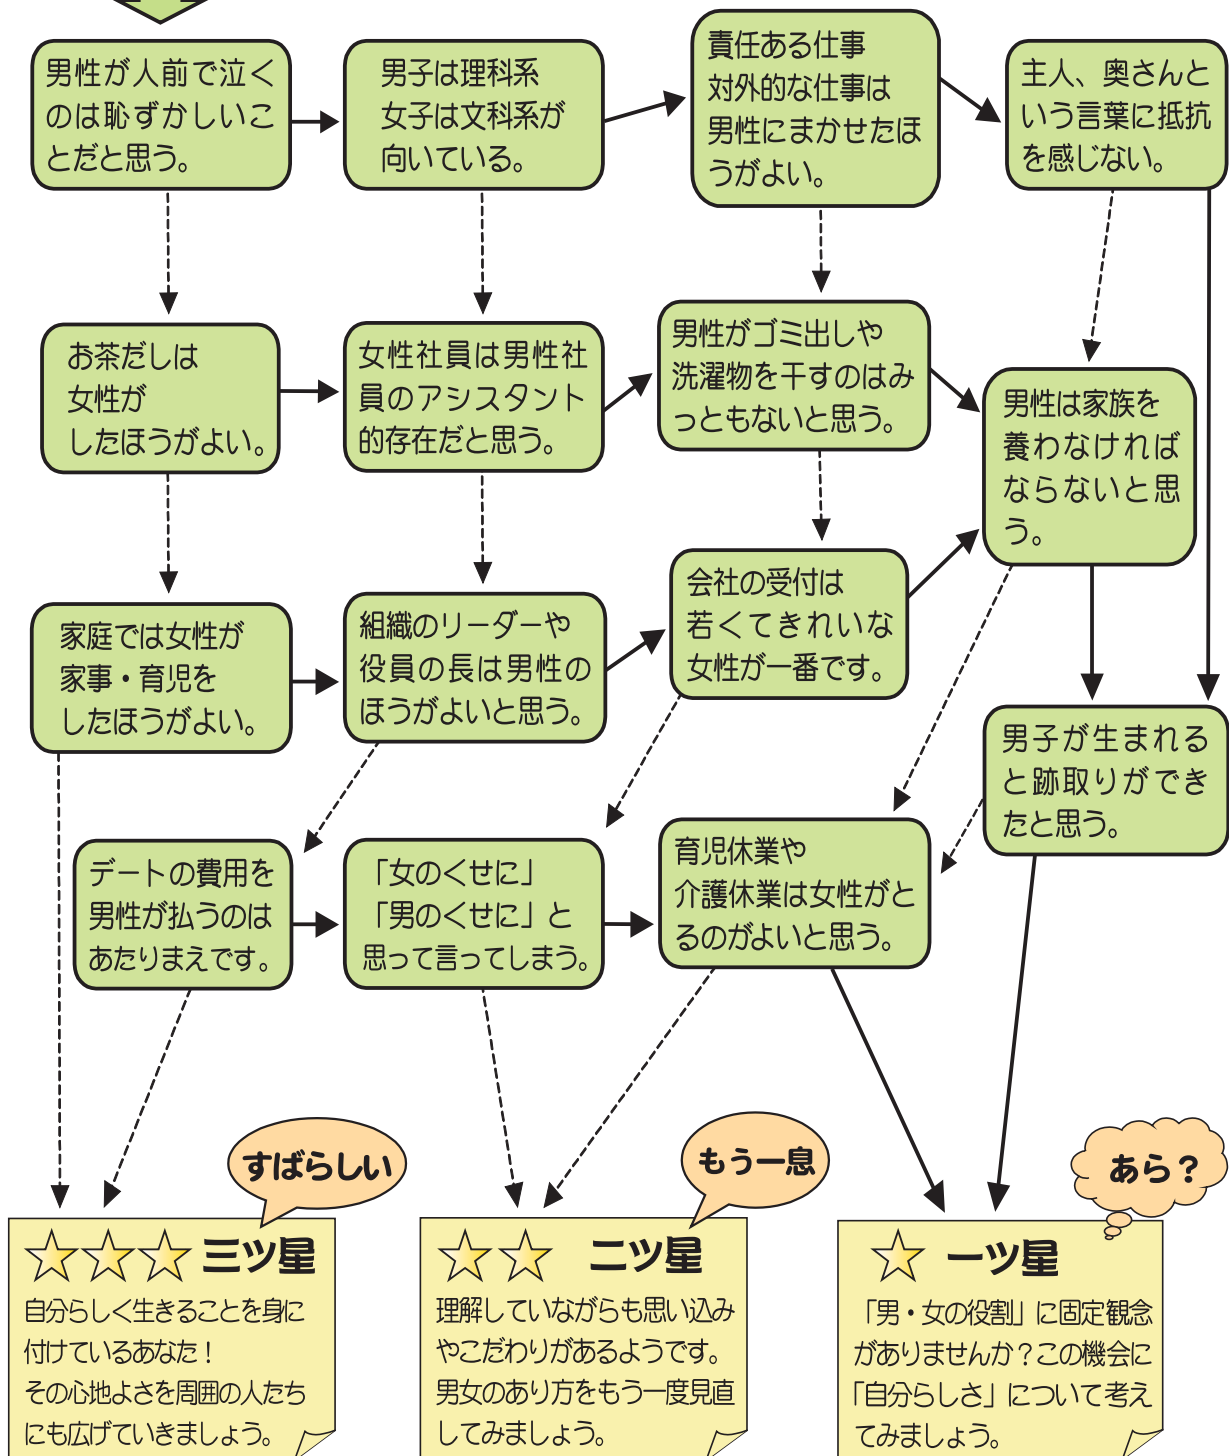 男性が人前で泣く
のは恥ずかしいこ
とだと思う。
男子は理科系
女子は文科系が
向いている。
責任ある仕事
対外的な仕事は
男性にまかせたほ
うがよい。
主人、奥さんと
いう言葉に抵抗
を感じない。
お茶だしは
女性が
したほうがよい。
女性社員は男性社
員のアシスタント
的存在だと思う。
男性がゴミ出しや
洗濯物を干すのはみ
っともないと思う。
男性は家族を
養わなければ
ならないと思
う。
家庭では女性が
家事・育児を
したほうがよい。
組織のリーダーや
役員の長は男性の
ほうがよいと思う。
会社の受付は
若くてきれいな
女性が一番です。
男子が生まれる
と跡取りができ
たと思う。
デートの費用を
男性が払うのは
あたりまえです。
「女のくせに」
「男のくせに」と
思って言ってしまう。
育児休業や
介護休業は女性がと
るのがよいと思う。
すばらしい
三ツ星
自分らしく生きることを身に
付けているあなた！
その心地よさを周囲の人たち
にも広げていきましょう。
もう一息
二ツ星
理解していながらも思い込み
やこだわりがあるようです。
男女のあり方をもう一度見直
してみましょう。
あら？
一ツ星
「男・女の役割」に固定観念
がありませんか？この機会に
「自分らしさ」について考え
てみましょう。